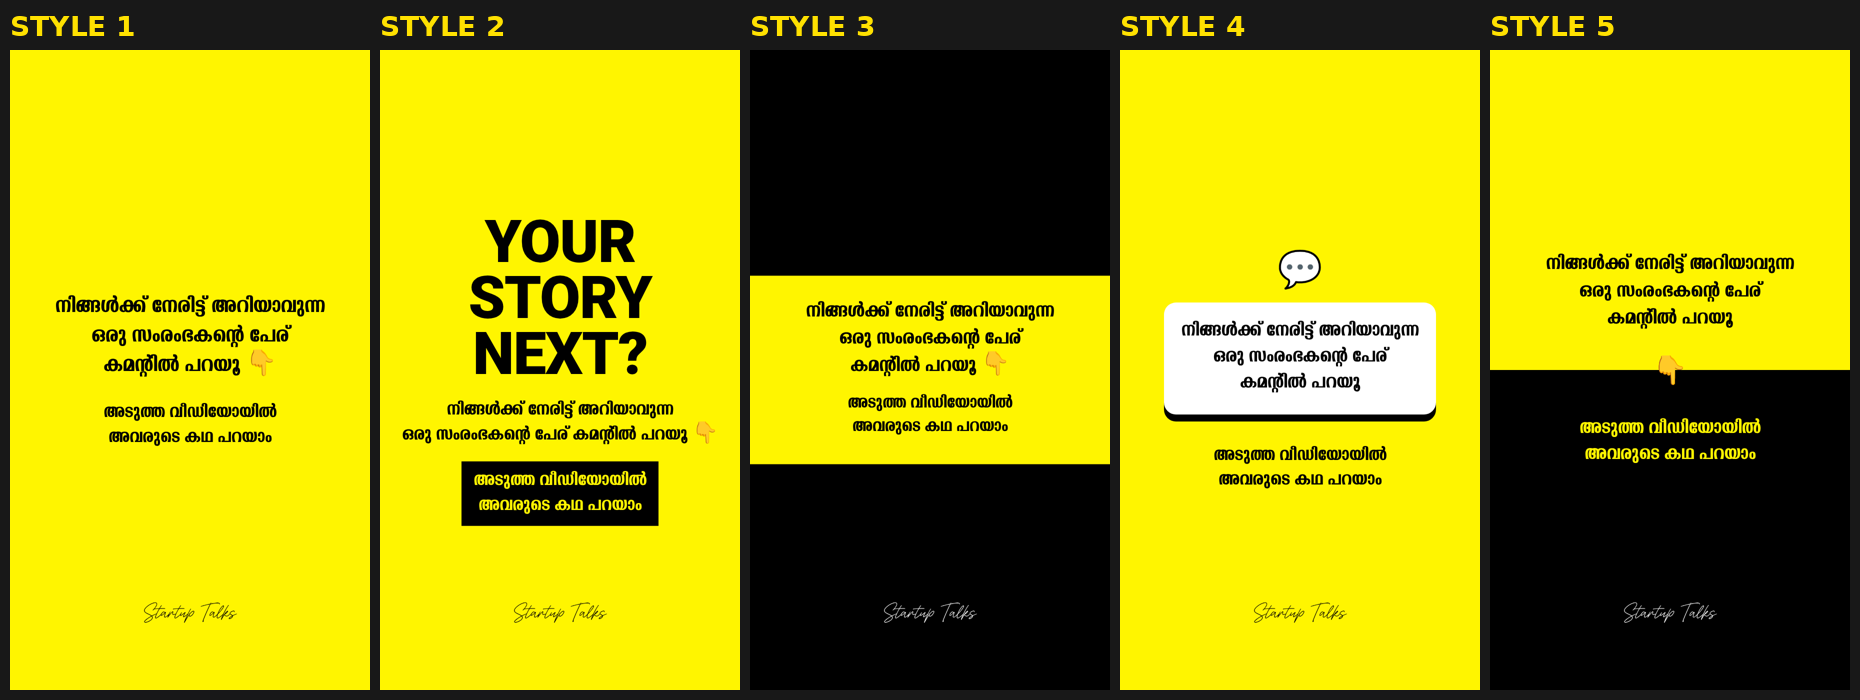 STYLE 1
നിങ്ങൾക്ക് നേരിട്ട് അറിയാവുന്ന
ഒരു സംരംഭകന്റെ പേര്
കമന്റിൽ പറയൂ 👇
അടുത്ത വീഡിയോയിൽ
അവരുടെ കഥ പറയാം
Startup Talks
STYLE 2
YOUR
STORY
NEXT?
നിങ്ങൾക്ക് നേരിട്ട് അറിയാവുന്ന
ഒരു സംരംഭകന്റെ പേര് കമന്റിൽ പറയൂ 👇
അടുത്ത വീഡിയോയിൽ
അവരുടെ കഥ പറയാം
Startup Talks
STYLE 3
നിങ്ങൾക്ക് നേരിട്ട് അറിയാവുന്ന
ഒരു സംരംഭകന്റെ പേര്
കമന്റിൽ പറയൂ 👇
അടുത്ത വീഡിയോയിൽ
അവരുടെ കഥ പറയാം
Startup Talks
STYLE 4
💬
നിങ്ങൾക്ക് നേരിട്ട് അറിയാവുന്ന
ഒരു സംരംഭകന്റെ പേര്
കമന്റിൽ പറയൂ
അടുത്ത വീഡിയോയിൽ
അവരുടെ കഥ പറയാം
Startup Talks
STYLE 5
നിങ്ങൾക്ക് നേരിട്ട് അറിയാവുന്ന
ഒരു സംരംഭകന്റെ പേര്
കമന്റിൽ പറയൂ
👇
അടുത്ത വീഡിയോയിൽ
അവരുടെ കഥ പറയാം
Startup Talks